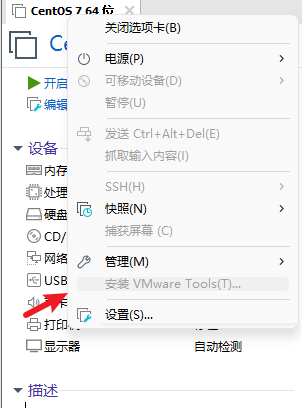 CentOS 7 64 位
Ce
关闭选项卡(B)
开启
电源(P)
编辑
可移动设备(D)
暂停(U)
发送 Ctrl+Alt+Del(E)
设备
抓取输入内容(I)
内存
SSH(H)
处理
快照(N)
硬盘
捕获屏幕 (C)
CD/
网络
管理(M)
USB
安装 VMware Tools(T)...
打印机
设置(S)...
显示器 自动检测
描述